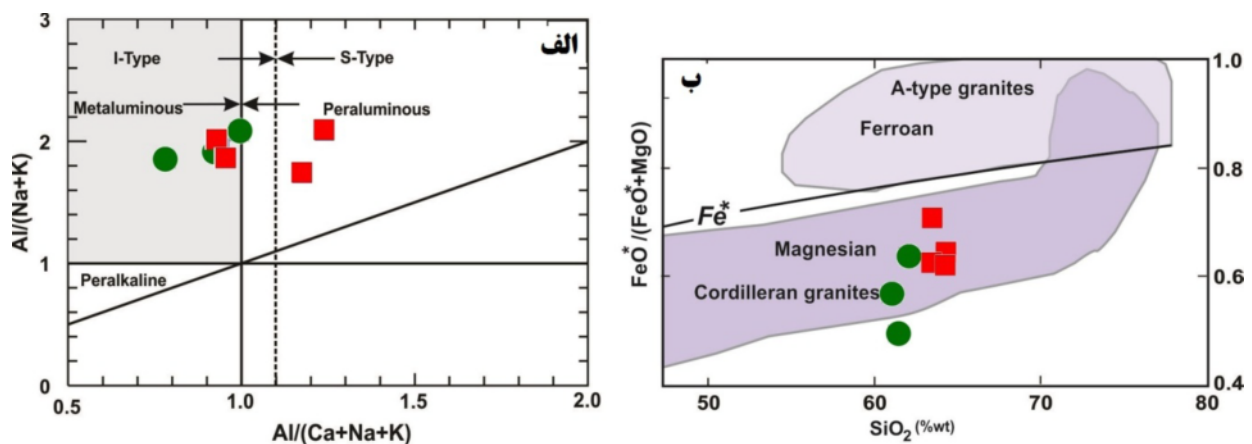 3
2
1
0
0.5
1.0
1.5
2.0
Al/(Na+K)
Al/(Ca+Na+K)
الف
I-Type
S-Type
Metaluminous
Peraluminous
Peralkaline
ب
A-type granites
Ferroan
Fe*
Magnesian
Cordilleran granites
1.0
0.8
0.6
0.4
FeO*/(FeO*+MgO)
50
60
70
80
SiO₂ (%wt)